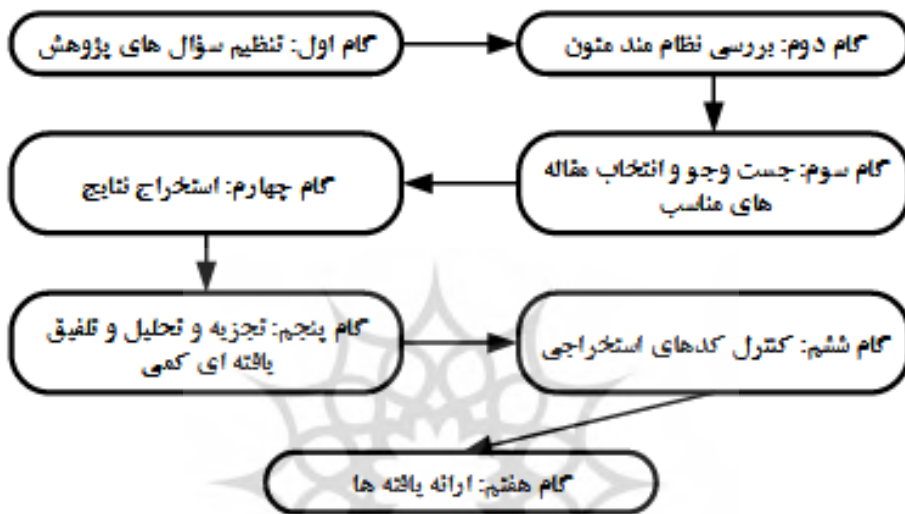 گام اول: تنظیم سؤال های پژوهش
گام دوم: بررسی نظام مند متون
گام سوم: جست وجو و انتخاب مقاله
های مناسب
گام چهارم: استخراج نتایج
گام پنجم: تجزیه و تحلیل و تلفیق
یافته ای کمی
گام ششم: کنترل کدهای استخراجی
گام هفتم: ارائه یافته ها